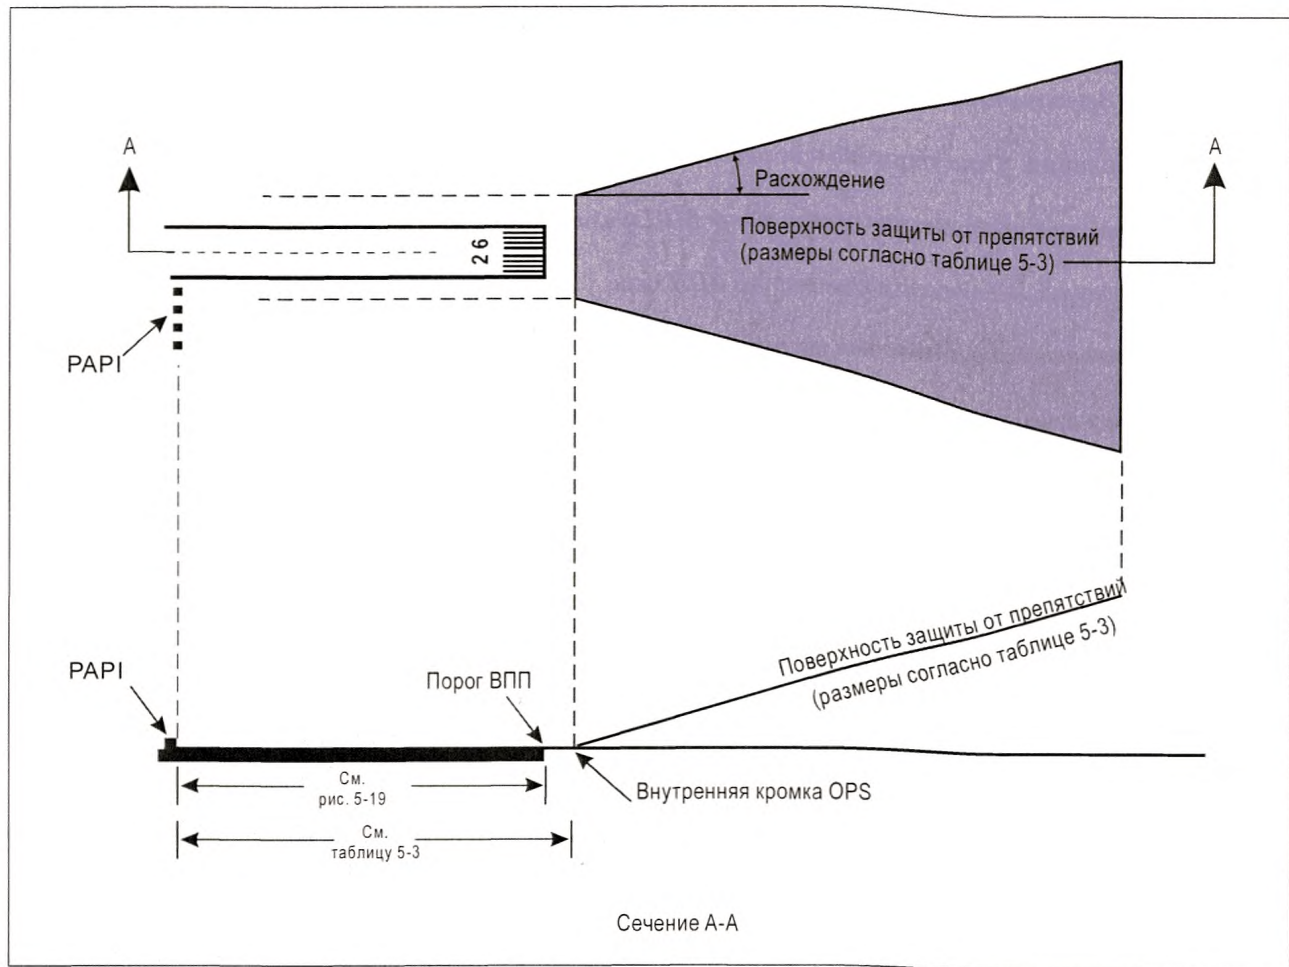 A
A
Расхождение
Поверхность защиты от препятствий
(размеры согласно таблице 5-3)
26
PAPI
Поверхность защиты от препятствий
(размеры согласно таблице 5-3)
PAPI
Порог ВПП
См.
рис. 5-19
Внутренняя кромка OPS
См.
таблицу 5-3
Сечение А-А